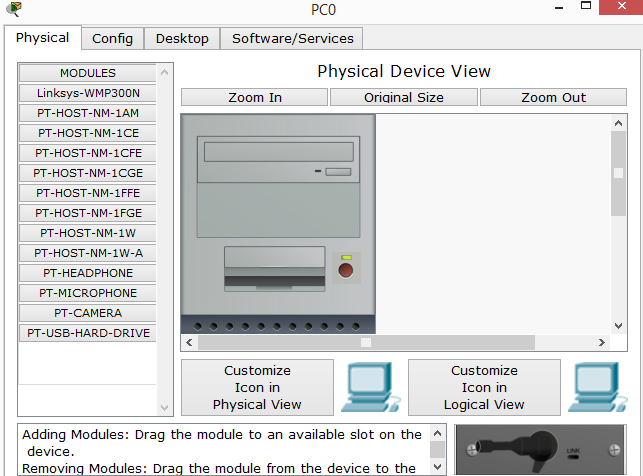 PC0
Physical
Config
Desktop
Software/Services
MODULES
Linksys-WMP300N
PT-HOST-NM-1AM
PT-HOST-NM-1CE
PT-HOST-NM-1CFE
PT-HOST-NM-1CGE
PT-HOST-NM-1FFE
PT-HOST-NM-1FGE
PT-HOST-NM-1W
PT-HOST-NM-1W-A
PT-HEADPHONE
PT-MICROPHONE
PT-CAMERA
PT-USB-HARD-DRIVE
Physical Device View
Zoom In
Original Size
Zoom Out
Customize
Icon in
Physical View
Customize
Icon in
Logical View
Adding Modules: Drag the module to an available slot on the
device.
Removing Modules: Drag the module from the device to the
LINK